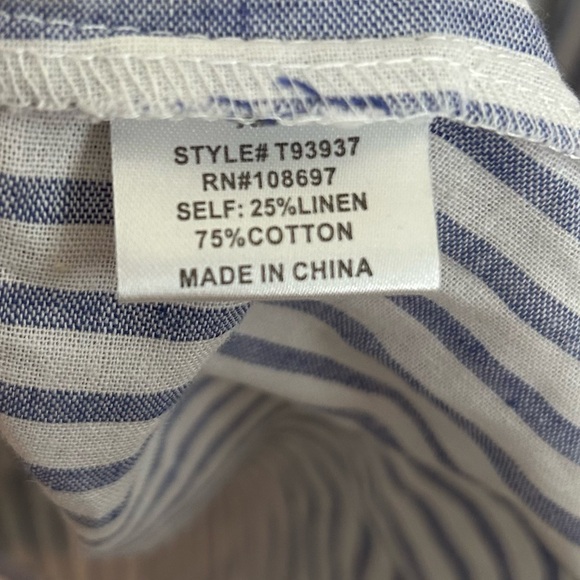 STYLE# T93937
RN#108697
SELF: 25%LINEN
75%COTTON
MADE IN CHINA